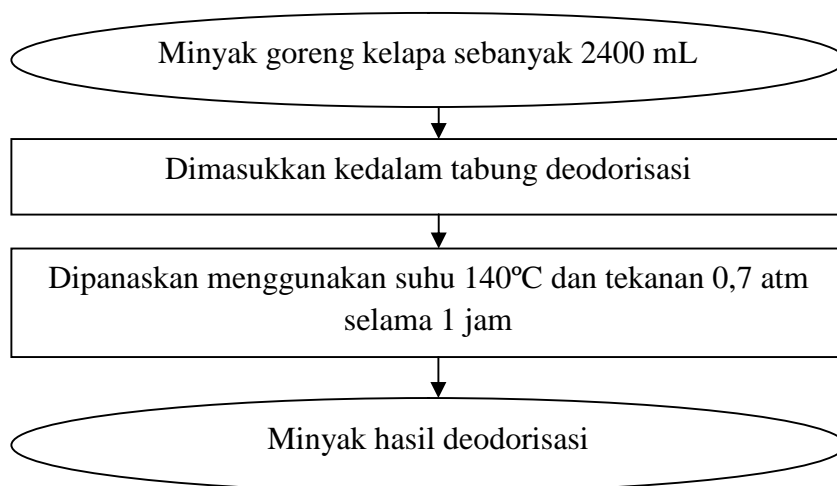 Minyak goreng kelapa sebanyak 2400 mL
Dimasukkan kedalam tabung deodorisasi
Dipanaskan menggunakan suhu 140ºC dan tekanan 0,7 atm
selama 1 jam
Minyak hasil deodorisasi